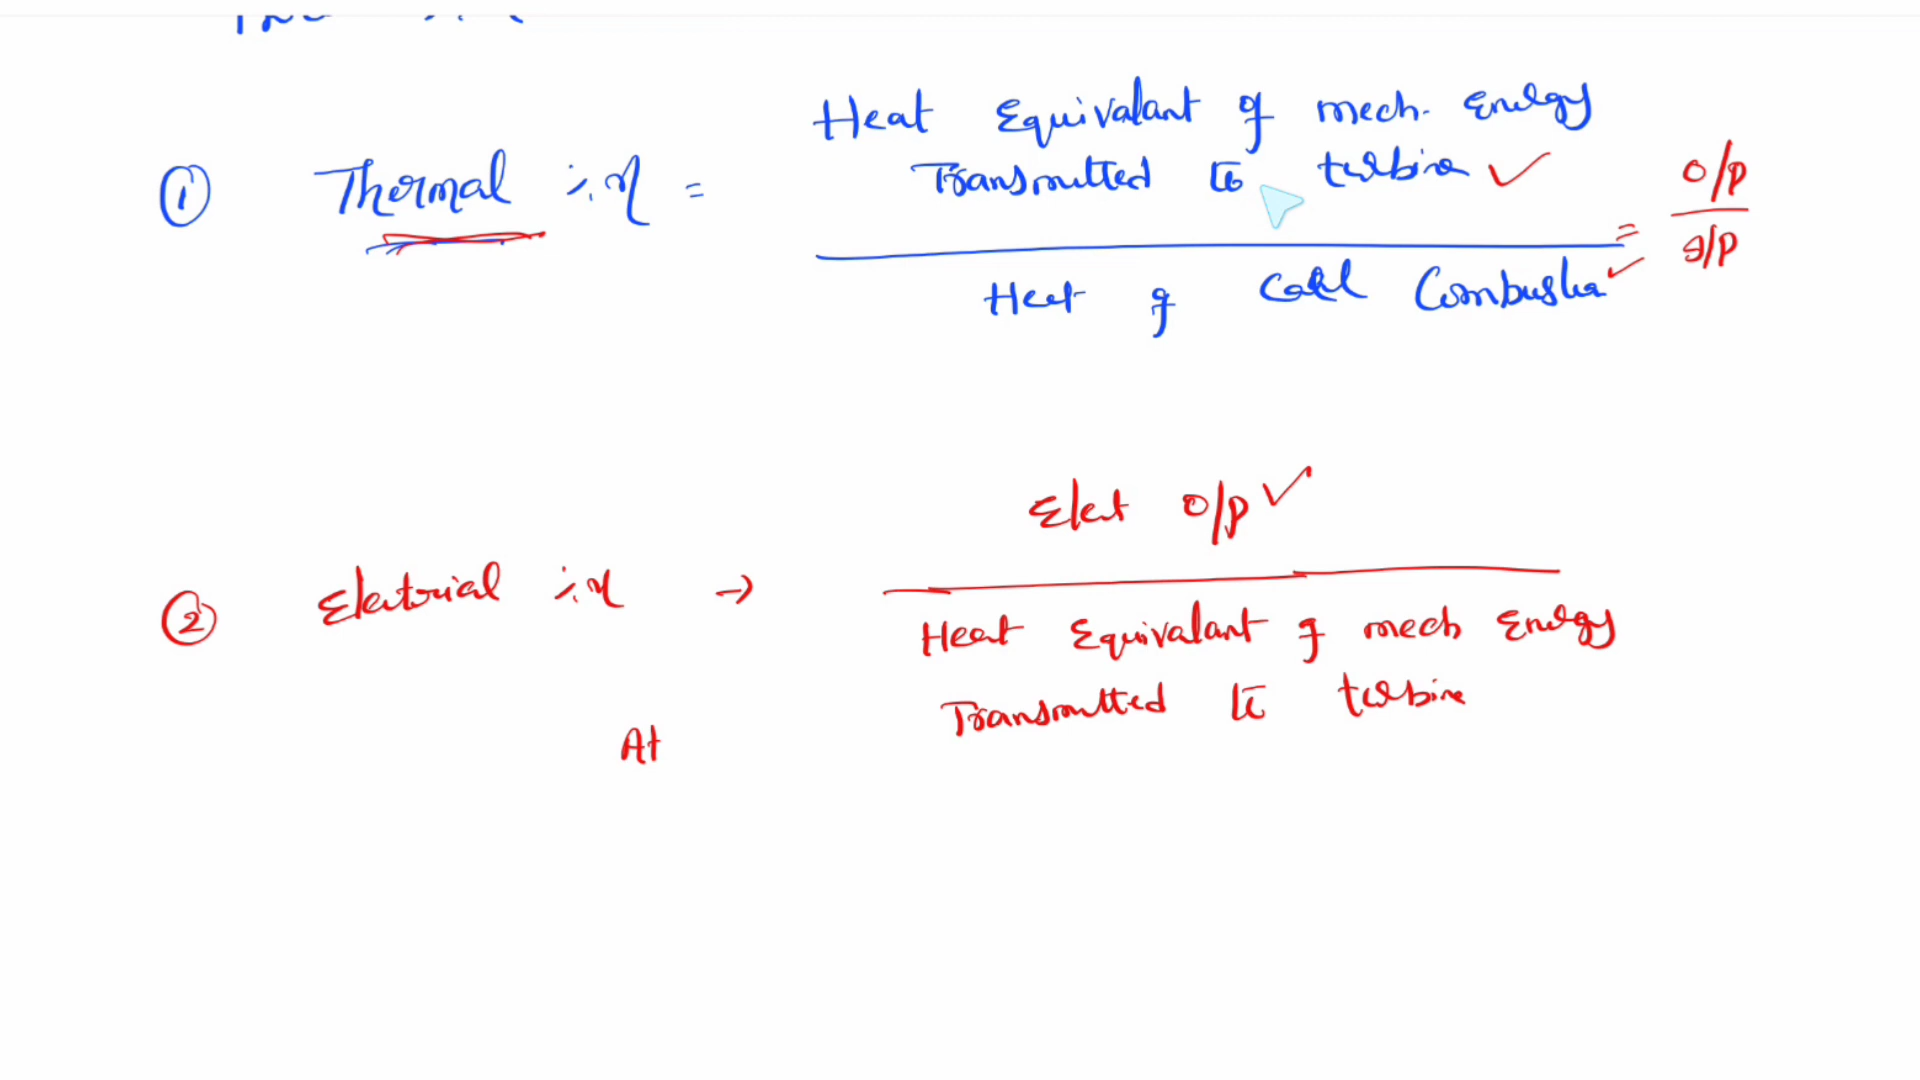 Heat Equivalant of mech. Energy
① Thermal %η = Transmitted to turbine ✓ = o/p
Heat of Coal Combustion ✓ I/p
Elect o/p ✓
② Electrical %η →
Heat Equivalant of mech Energy
Transmitted to turbine
At